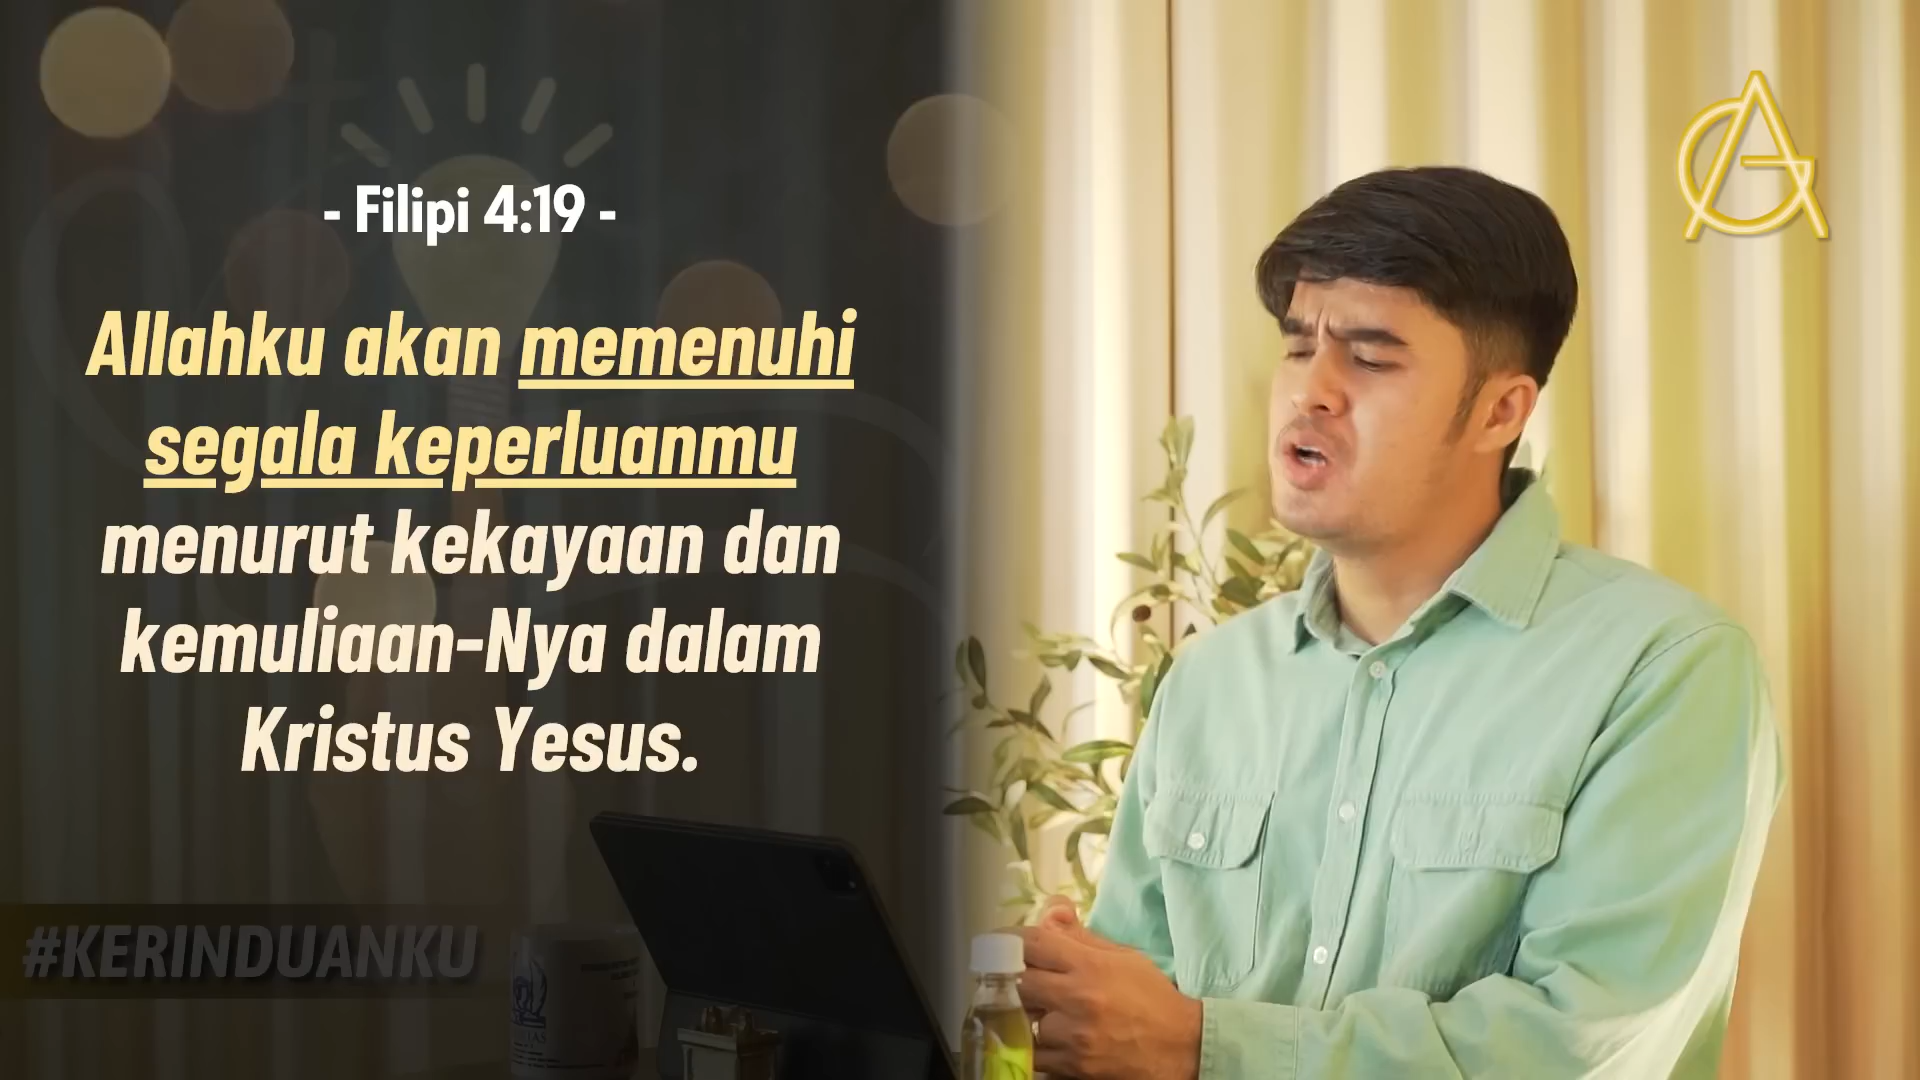 - Filipi 4:19 -
Allahku akan memenuhi
segala keperluanmu
menurut kekayaan dan
kemuliaan-Nya dalam
Kristus Yesus.
#KERINDUANKU